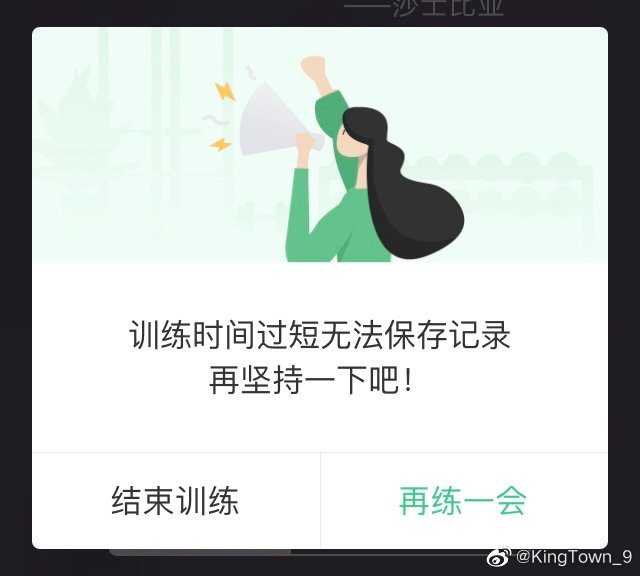 ——莎士比亚
训练时间过短无法保存记录
再坚持一下吧！
结束训练
再练一会
@KingTown_9